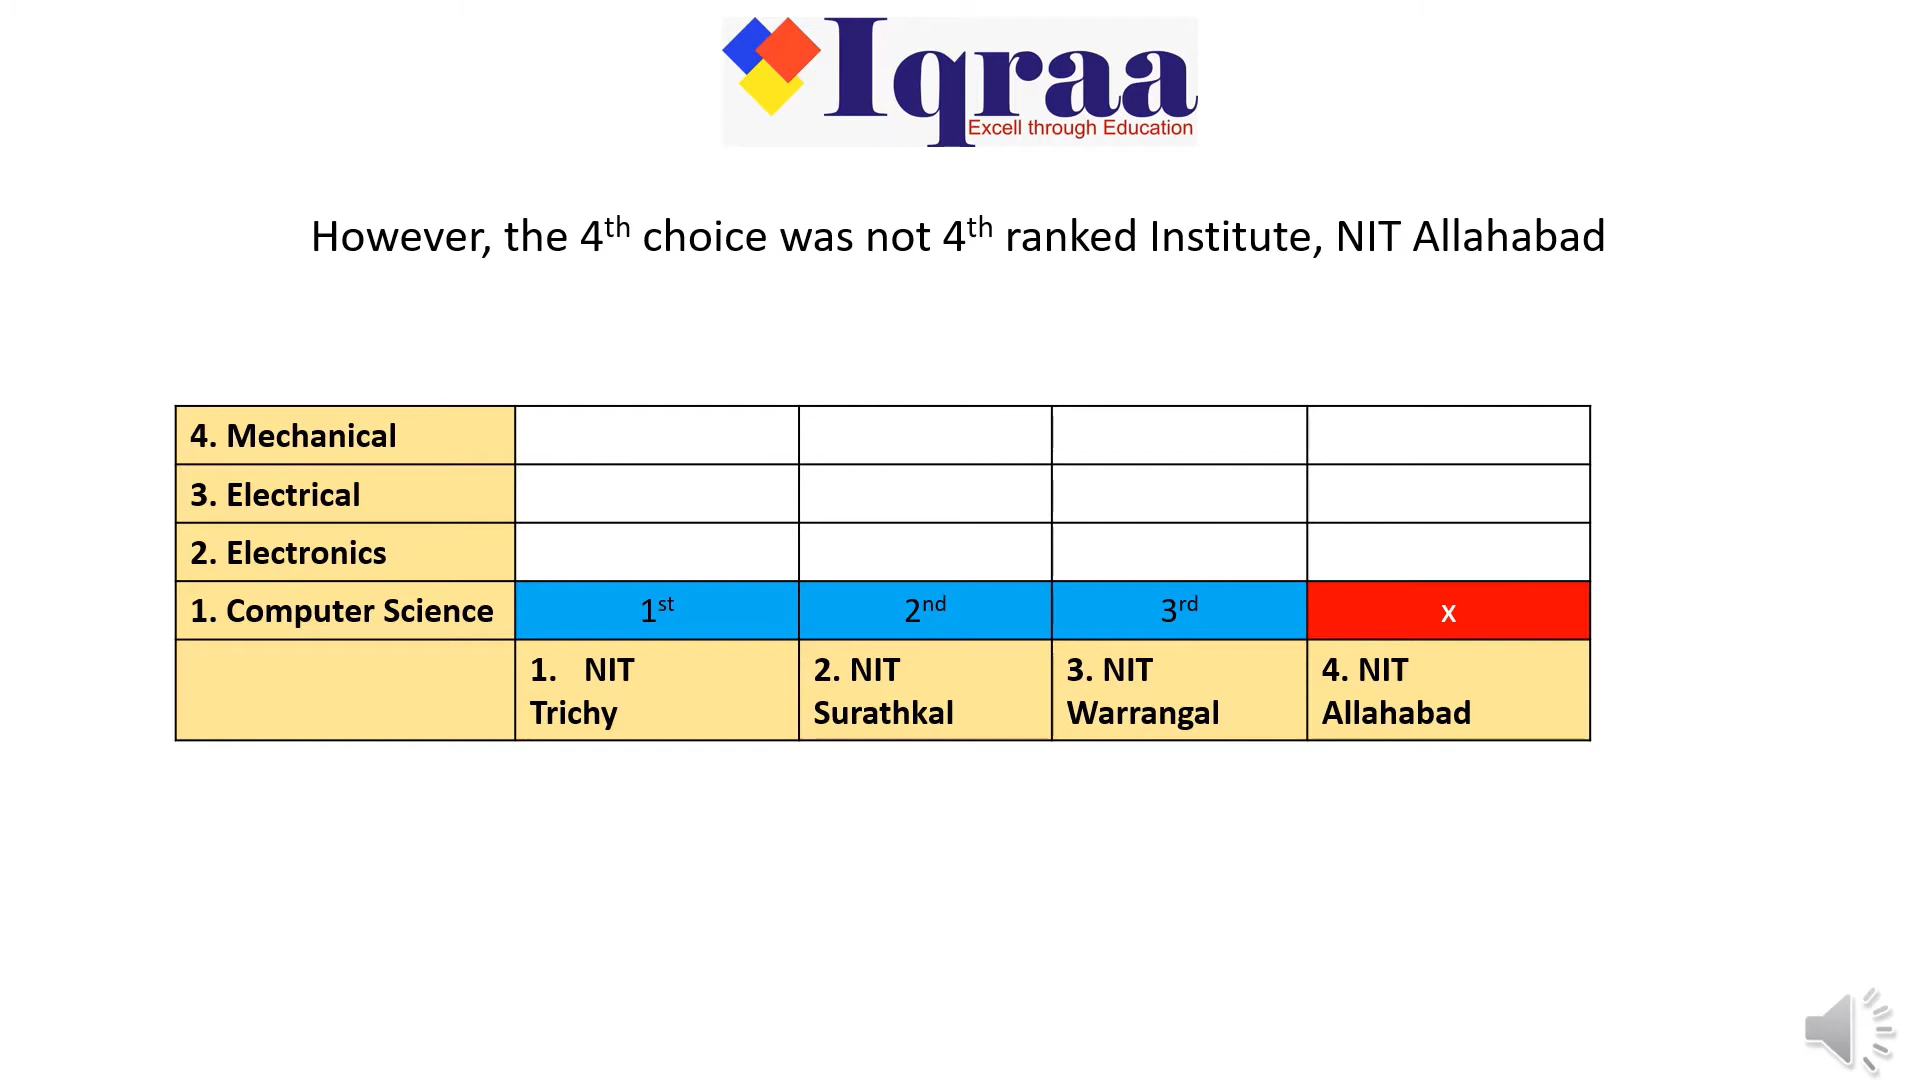 Iqraa
Excell through Education
However, the 4th choice was not 4th ranked Institute, NIT Allahabad
4. Mechanical
3. Electrical
2. Electronics
1. Computer Science 1st 2nd 3rd x
1. NIT Trichy 2. NIT Surathkal 3. NIT Warrangal 4. NIT Allahabad